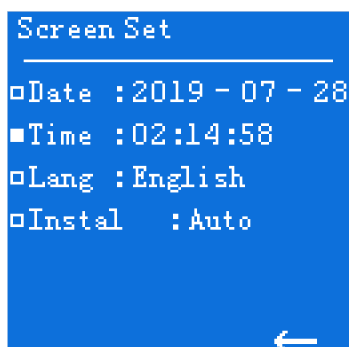 Screen Set
Date :2019-07-28
Time :02:14:58
Lang :English
Instal :Auto